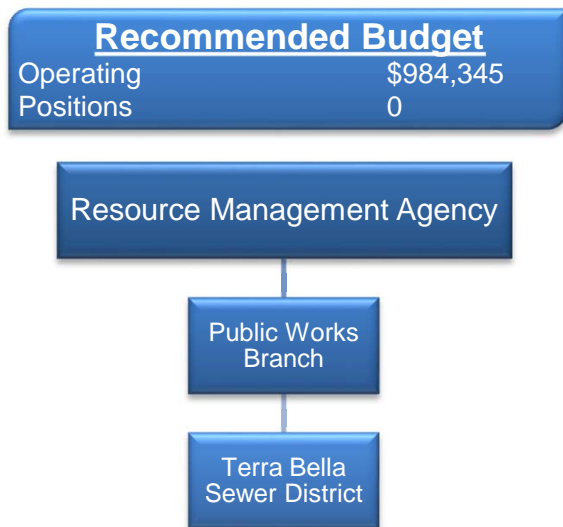 Recommended Budget
Operating $984,345
Positions 0
Resource Management Agency
Public Works
Branch
Terra Bella
Sewer District